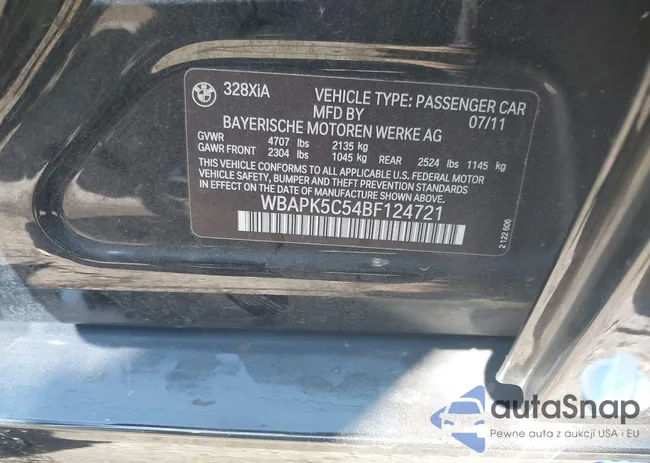 328XiA VEHICLE TYPE: PASSENGER CAR
MFD BY 07/11
BAYERISCHE MOTOREN WERKE AG
GVWR 4707 lbs 2135 kg
GAWR FRONT 2304 lbs 1045 kg REAR 2524 lbs 1145 kg
THIS VEHICLE CONFORMS TO ALL APPLICABLE U.S. FEDERAL MOTOR
VEHICLE SAFETY, BUMPER AND THEFT PREVENTION STANDARDS
IN EFFECT ON THE DATE OF MANUFACTURE SHOWN ABOVE.
WBAPK5C54BF124721
2 122 606
autaSnap
Pewne auta z aukcji USA i EU